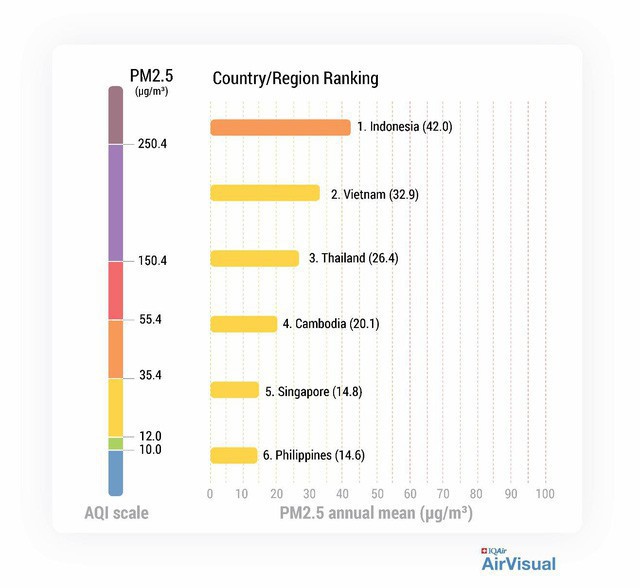 PM2.5
(µg/m³)
Country/Region Ranking
1. Indonesia (42.0)
250.4
2. Vietnam (32.9)
150.4
3. Thailand (26.4)
55.4
4. Cambodia (20.1)
35.4
5. Singapore (14.8)
12.0
10.0
6. Philippines (14.6)
0 10 20 30 40 50 60 70 80 90 100
AQI scale
PM2.5 annual mean (µg/m³)
IQAir
AirVisual